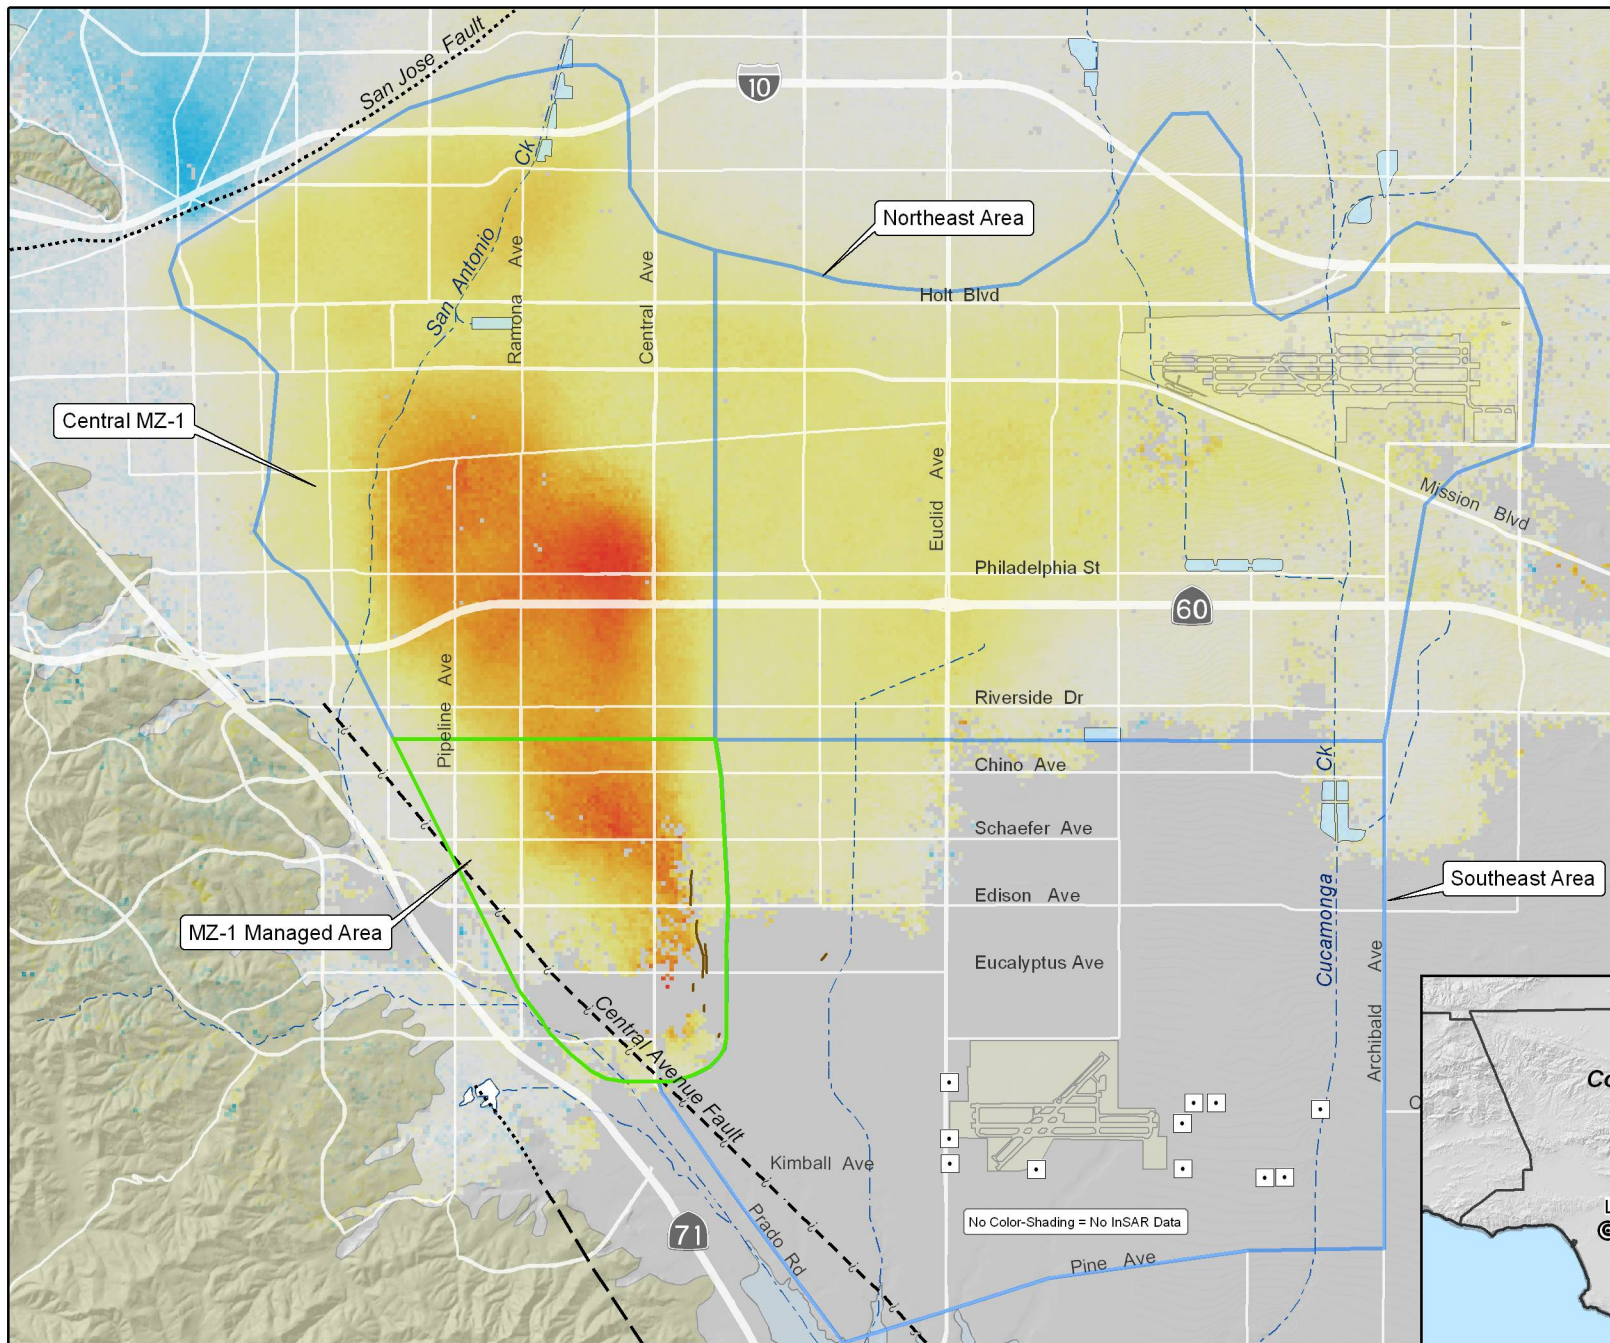 San Jose Fault
10
San Antonio Ck
Ramona Ave
Central Ave
Northeast Area
Holt Blvd
Central MZ-1
Euclid Ave
Mission Blvd
Philadelphia St
60
Pipeline Ave
Riverside Dr
Chino Ave
Schaefer Ave
Edison Ave
Eucalyptus Ave
Cucamonga Ck
Southeast Area
MZ-1 Managed Area
Central Avenue Fault
Archibald Ave
Kimball Ave
Prado Rd
71
No Color-Shading = No InSAR Data
Pine Ave
C
Co
L